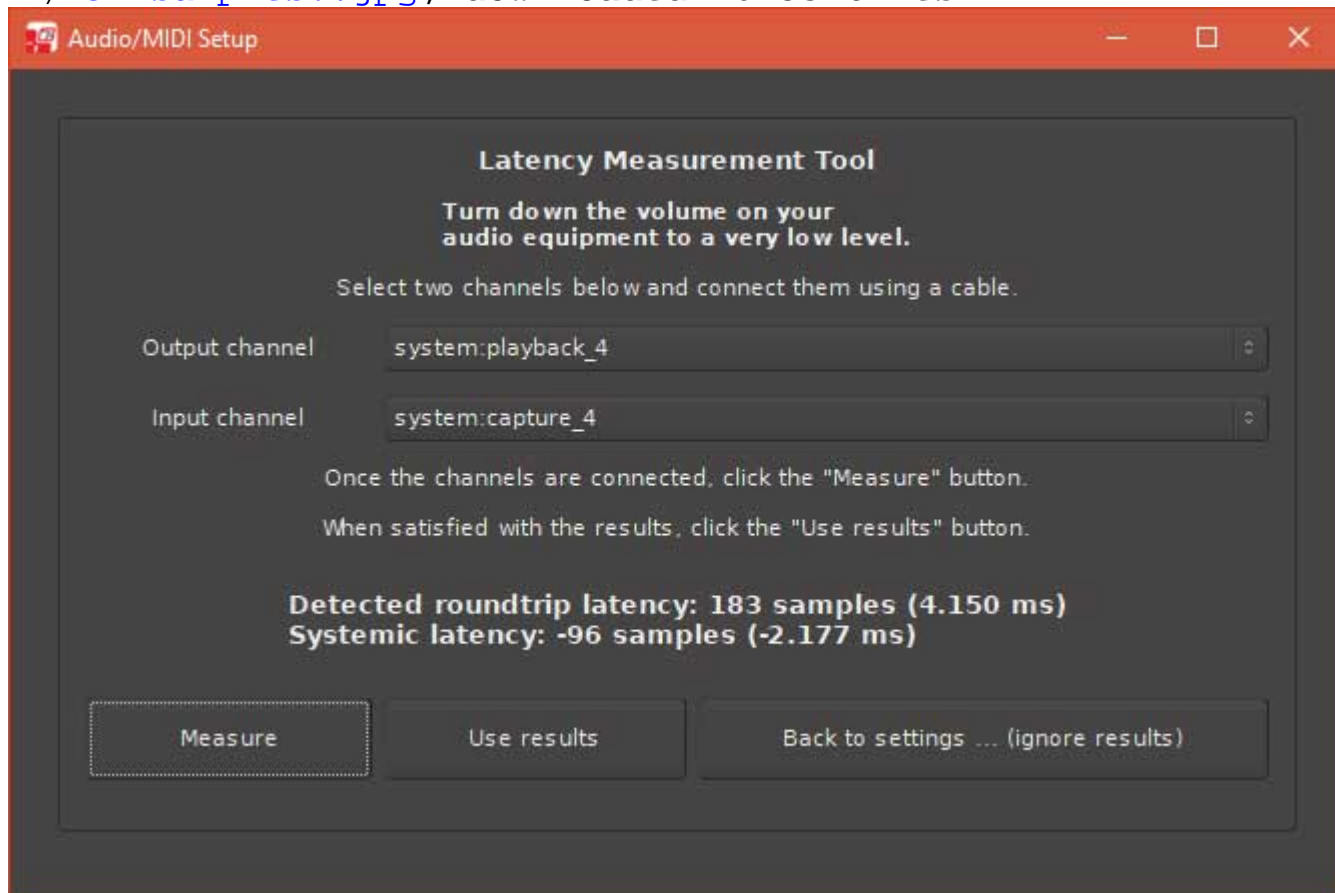 Audio/MIDI Setup
Latency Measurement Tool
Turn down the volume on your
audio equipment to a very low level.
Select two channels below and connect them using a cable.
Output channel system:playback_4
Input channel system:capture_4
Once the channels are connected, click the "Measure" button.
When satisfied with the results, click the "Use results" button.
Detected roundtrip latency: 183 samples (4.150 ms)
Systemic latency: -96 samples (-2.177 ms)
Measure Use results Back to settings ... (ignore results)